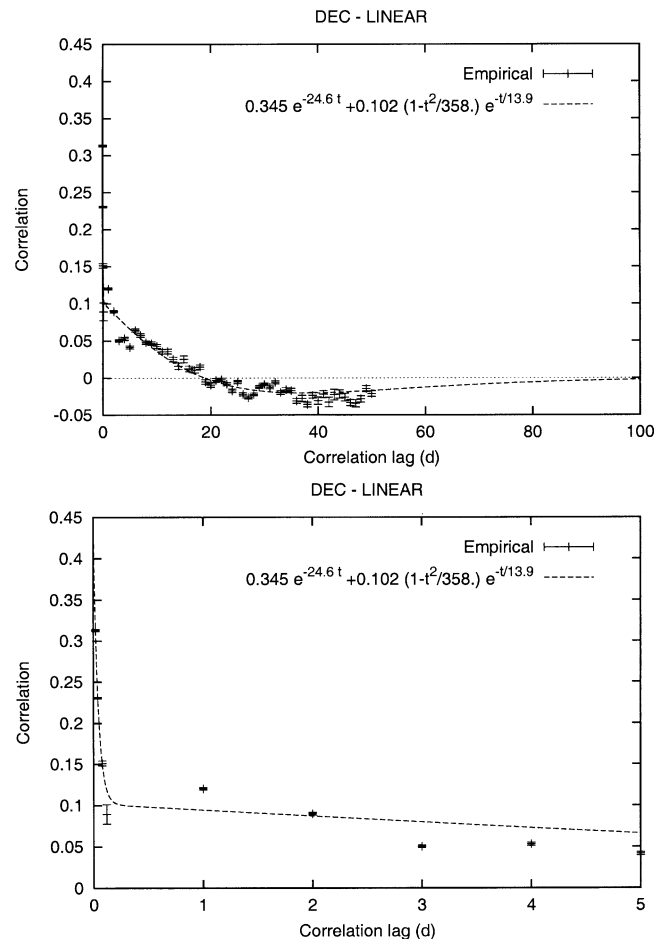 DEC - LINEAR
0.45
0.4
0.35
0.3
0.25
0.2
0.15
0.1
0.05
0
-0.05
Correlation
Empirical
0.345 e^-24.6 t +0.102 (1-t^2/358.) e^-t/13.9
0 20 40 60 80 100
Correlation lag (d)
DEC - LINEAR
0.45
0.4
0.35
0.3
0.25
0.2
0.15
0.1
0.05
0
Correlation
Empirical
0.345 e^-24.6 t +0.102 (1-t^2/358.) e^-t/13.9
0 1 2 3 4 5
Correlation lag (d)